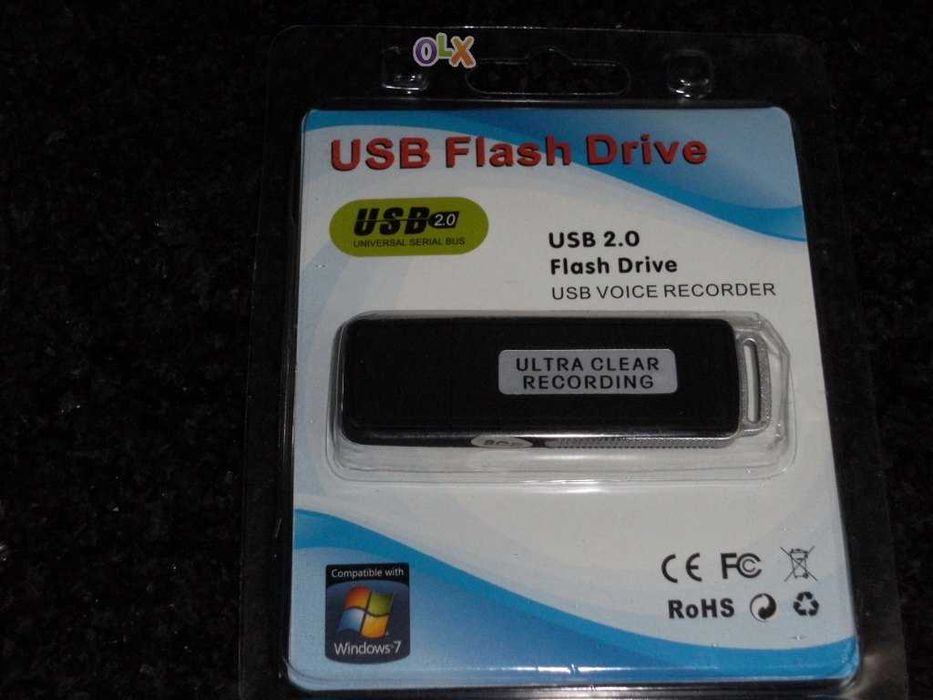 OLX
USB Flash Drive
USB 2.0
UNIVERSAL SERIAL BUS
USB 2.0
Flash Drive
USB VOICE RECORDER
ULTRA CLEAR
RECORDING
Compatible with
Windows 7
CE FC
RoHS